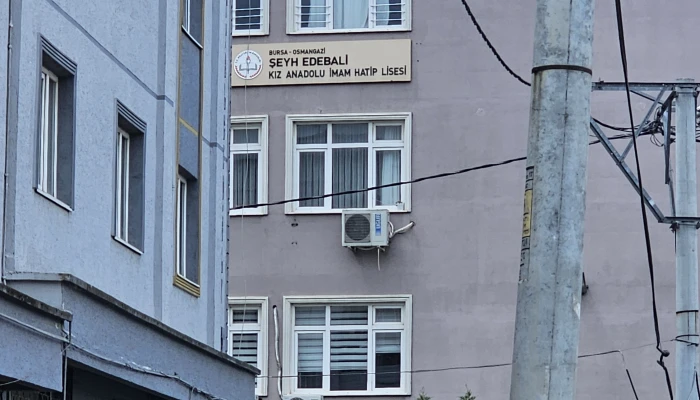 BURSA - OSMANGAZİ
ŞEYH EDEBALİ
KIZ ANADOLU İMAM HATİP LİSESİ